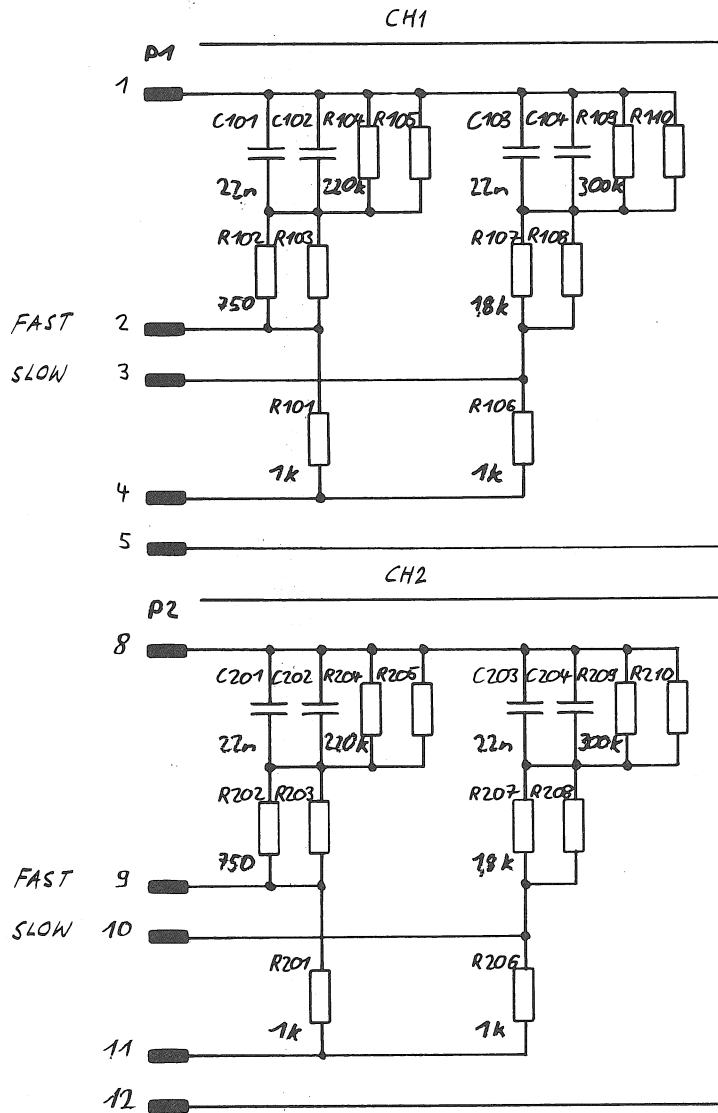 CH1
P1
1
C101 C102 R104 R105 C103 C104 R109 R110
22n 220k 22n 300k
R102 R103 R107 R108
750 1,8k
FAST 2
SLOW 3
R101 R106
1k 1k
4
5
CH2
P2
8
C201 C202 R204 R205 C203 C204 R209 R210
22n 220k 22n 300k
R202 R203 R207 R208
750 1,8k
FAST 9
SLOW 10
R201 R206
1k 1k
11
12